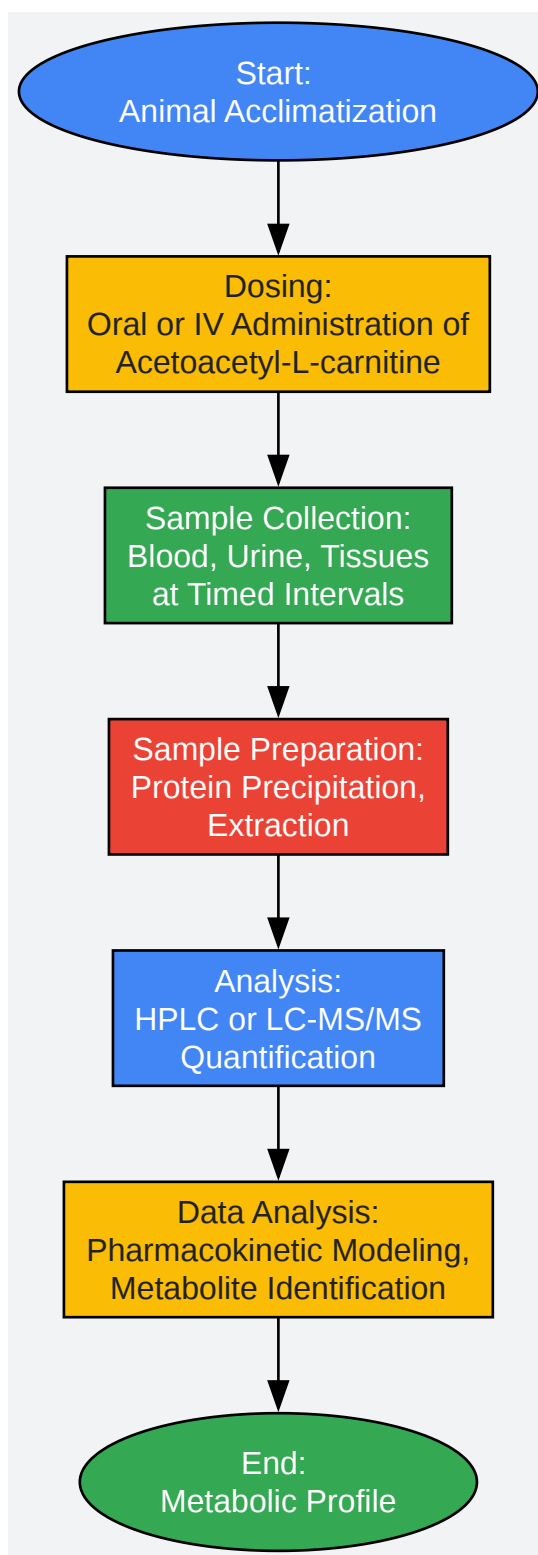 Start:
Animal Acclimatization
Dosing:
Oral or IV Administration of
Acetoacetyl-L-carnitine
Sample Collection:
Blood, Urine, Tissues
at Timed Intervals
Sample Preparation:
Protein Precipitation,
Extraction
Analysis:
HPLC or LC-MS/MS
Quantification
Data Analysis:
Pharmacokinetic Modeling,
Metabolite Identification
End:
Metabolic Profile